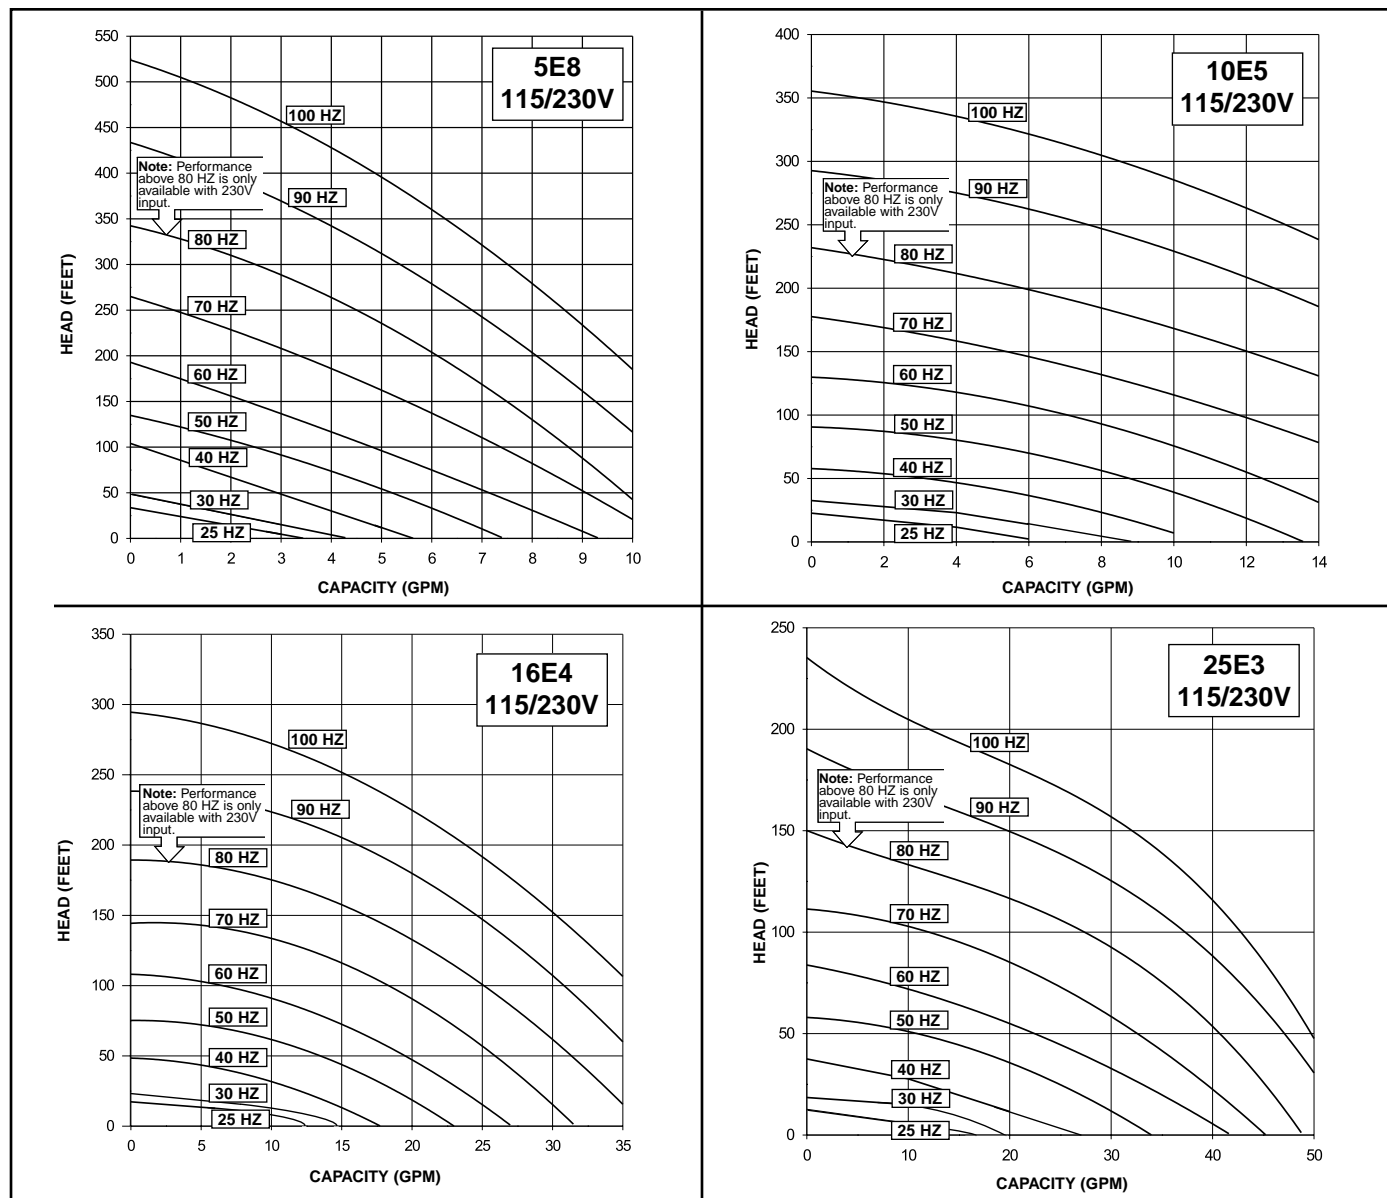 5E8
115/230V
HEAD (FEET)
550
500
450
400
350
300
250
200
150
100
50
0
100 HZ
Note: Performance
above 80 HZ is only
available with 230V
input.
90 HZ
80 HZ
70 HZ
60 HZ
50 HZ
40 HZ
30 HZ
25 HZ
0 1 2 3 4 5 6 7 8 9 10
CAPACITY (GPM)
10E5
115/230V
HEAD (FEET)
400
350
300
250
200
150
100
50
0
100 HZ
Note: Performance
above 80 HZ is only
available with 230V
input.
90 HZ
80 HZ
70 HZ
60 HZ
50 HZ
40 HZ
30 HZ
25 HZ
0 2 4 6 8 10 12 14
CAPACITY (GPM)
16E4
115/230V
HEAD (FEET)
350
300
250
200
150
100
50
0
100 HZ
Note: Performance
above 80 HZ is only
available with 230V
input.
90 HZ
80 HZ
70 HZ
60 HZ
50 HZ
40 HZ
30 HZ
25 HZ
0 5 10 15 20 25 30 35
CAPACITY (GPM)
25E3
115/230V
HEAD (FEET)
250
200
150
100
50
0
100 HZ
Note: Performance
above 80 HZ is only
available with 230V
input.
90 HZ
80 HZ
70 HZ
60 HZ
50 HZ
40 HZ
30 HZ
25 HZ
0 10 20 30 40 50
CAPACITY (GPM)